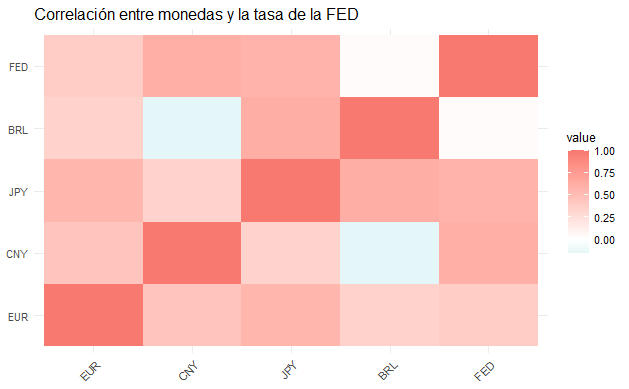 Correlación entre monedas y la tasa de la FED
FED
BRL
JPY
CNY
EUR
EUR
CNY
JPY
BRL
FED
value
1.00
0.75
0.50
0.25
0.00